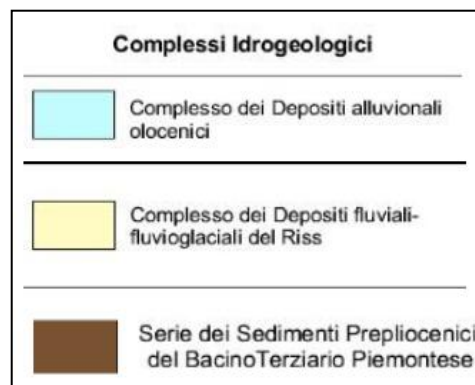 Complessi Idrogeologici
Complesso dei Depositi alluvionali
olocenici
Complesso dei Depositi fluviali-
fluvioglaciali del Riss
Serie dei Sedimenti Prepliocenici
del BacinoTerziario Piemontese